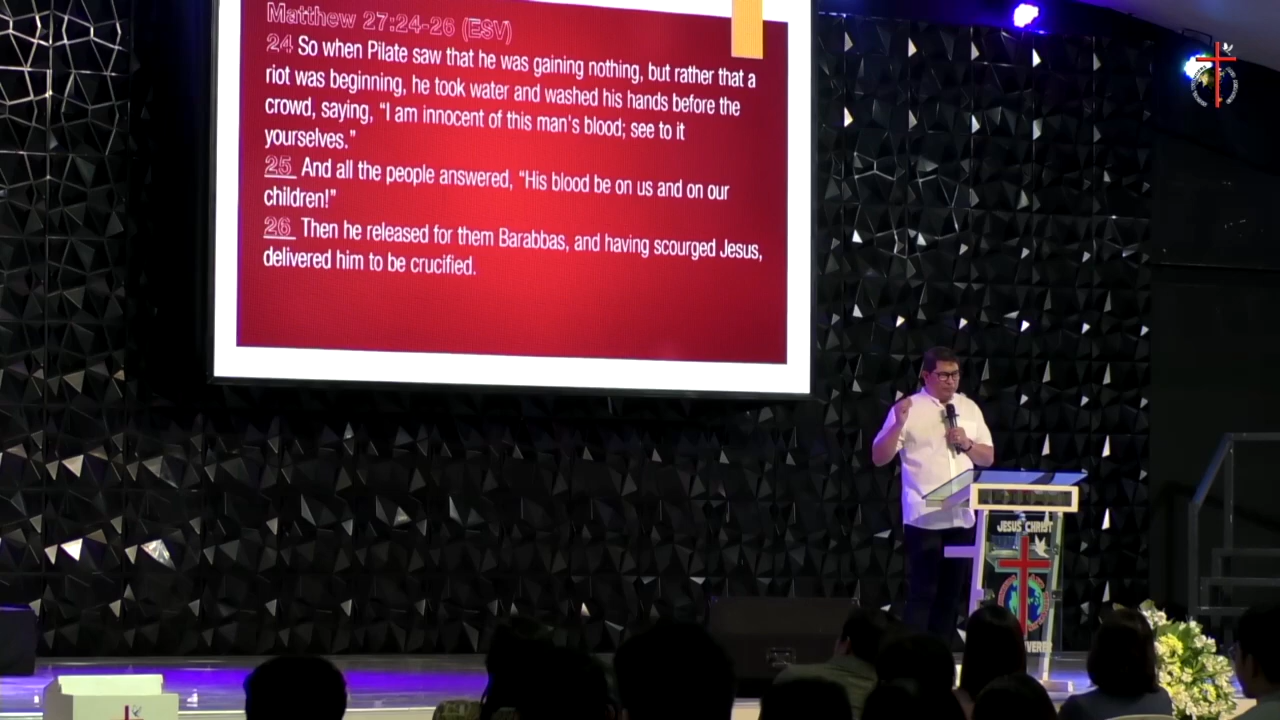 Matthew 27:24-26 (ESV)
24 So when Pilate saw that he was gaining nothing, but rather that a
riot was beginning, he took water and washed his hands before the
crowd, saying, “I am innocent of this man's blood; see to it
yourselves.”
25 And all the people answered, “His blood be on us and on our
children!”
26 Then he released for them Barabbas, and having scourged Jesus,
delivered him to be crucified.
JESUS CHRIST